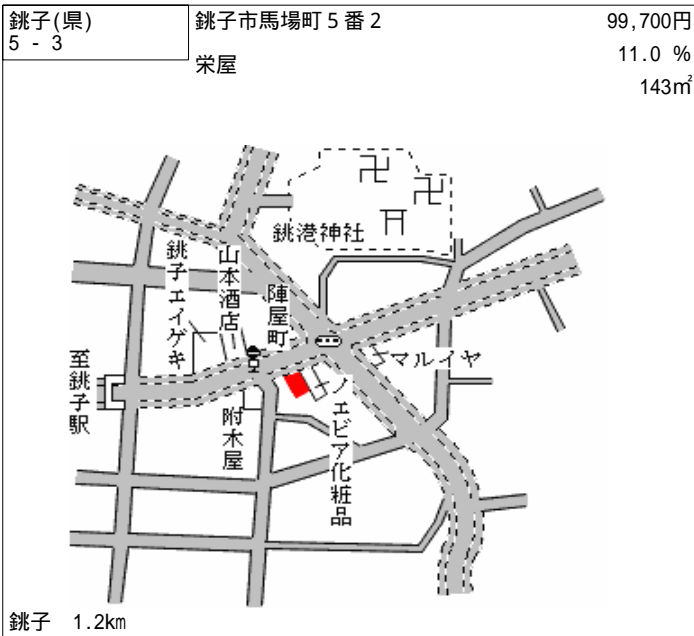 銚子(県)
5 - 3
銚子市馬場町５番２
栄屋
99,700円
11.0 %
143㎡
卍
卍
銚港神社
山本酒店
銚子エイゲキ
陣屋町
マルイヤ
至銚子駅
附木屋
ノエビア化粧品
銚子 1.2km